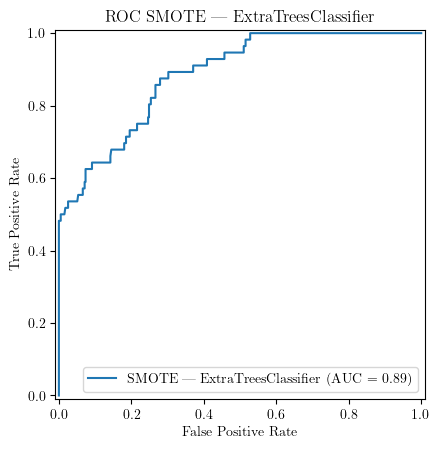 ROC SMOTE — ExtraTreesClassifier
1.0
0.8
0.6
0.4
0.2
0.0
True Positive Rate
SMOTE — ExtraTreesClassifier (AUC = 0.89)
0.0 0.2 0.4 0.6 0.8 1.0
False Positive Rate